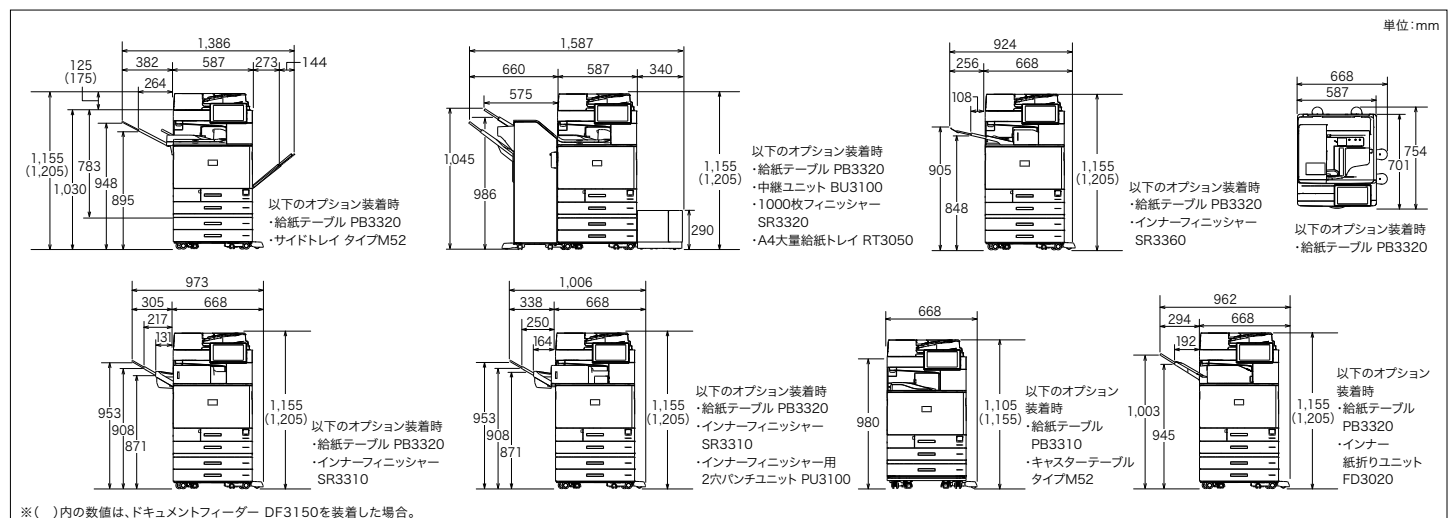 単位：mm
1,386
382
587
273
144
125
(175)
264
1,155
(1,205)
1,030
783
948
895
以下のオプション装着時
・給紙テーブル PB3320
・サイドトレイ タイプM52
1,587
660
587
340
575
1,045
986
1,155
(1,205)
290
以下のオプション装着時
・給紙テーブル PB3320
・中継ユニット BU3100
・1000枚フィニッシャー
SR3320
・A4大量給紙トレイ RT3050
924
256
668
108
905
848
1,155
(1,205)
以下のオプション装着時
・給紙テーブル PB3320
・インナーフィニッシャー
SR3360
668
587
701
754
以下のオプション装着時
・給紙テーブル PB3320
973
305
668
217
131
953
908
871
1,155
(1,205)
以下のオプション装着時
・給紙テーブル PB3320
・インナーフィニッシャー
SR3310
1,006
338
668
250
164
953
908
871
1,155
(1,205)
以下のオプション装着時
・給紙テーブル PB3320
・インナーフィニッシャー
SR3310
・インナーフィニッシャー用
2穴パンチユニット PU3100
668
980
1,105
(1,155)
以下のオプション
装着時
・給紙テーブル
PB3310
・キャスターテーブル
タイプM52
962
294
668
192
1,003
945
1,155
(1,205)
以下のオプション
装着時
・給紙テーブル
PB3320
・インナー
紙折りユニット
FD3020
※(　)内の数値は、ドキュメントフィーダー DF3150を装着した場合。